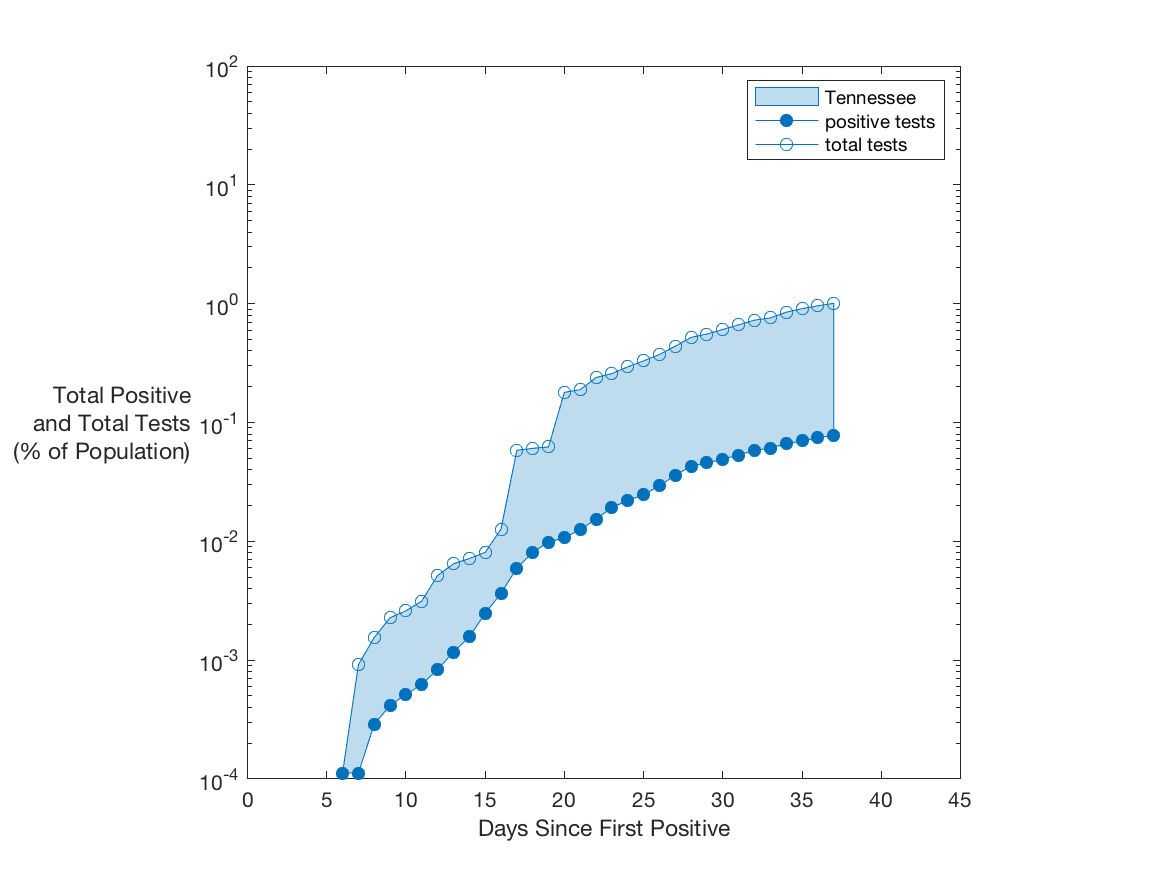 10^2
10^1
10^0
10^-1
10^-2
10^-3
10^-4
Total Positive
and Total Tests
(% of Population)
Tennessee
positive tests
total tests
0 5 10 15 20 25 30 35 40 45
Days Since First Positive